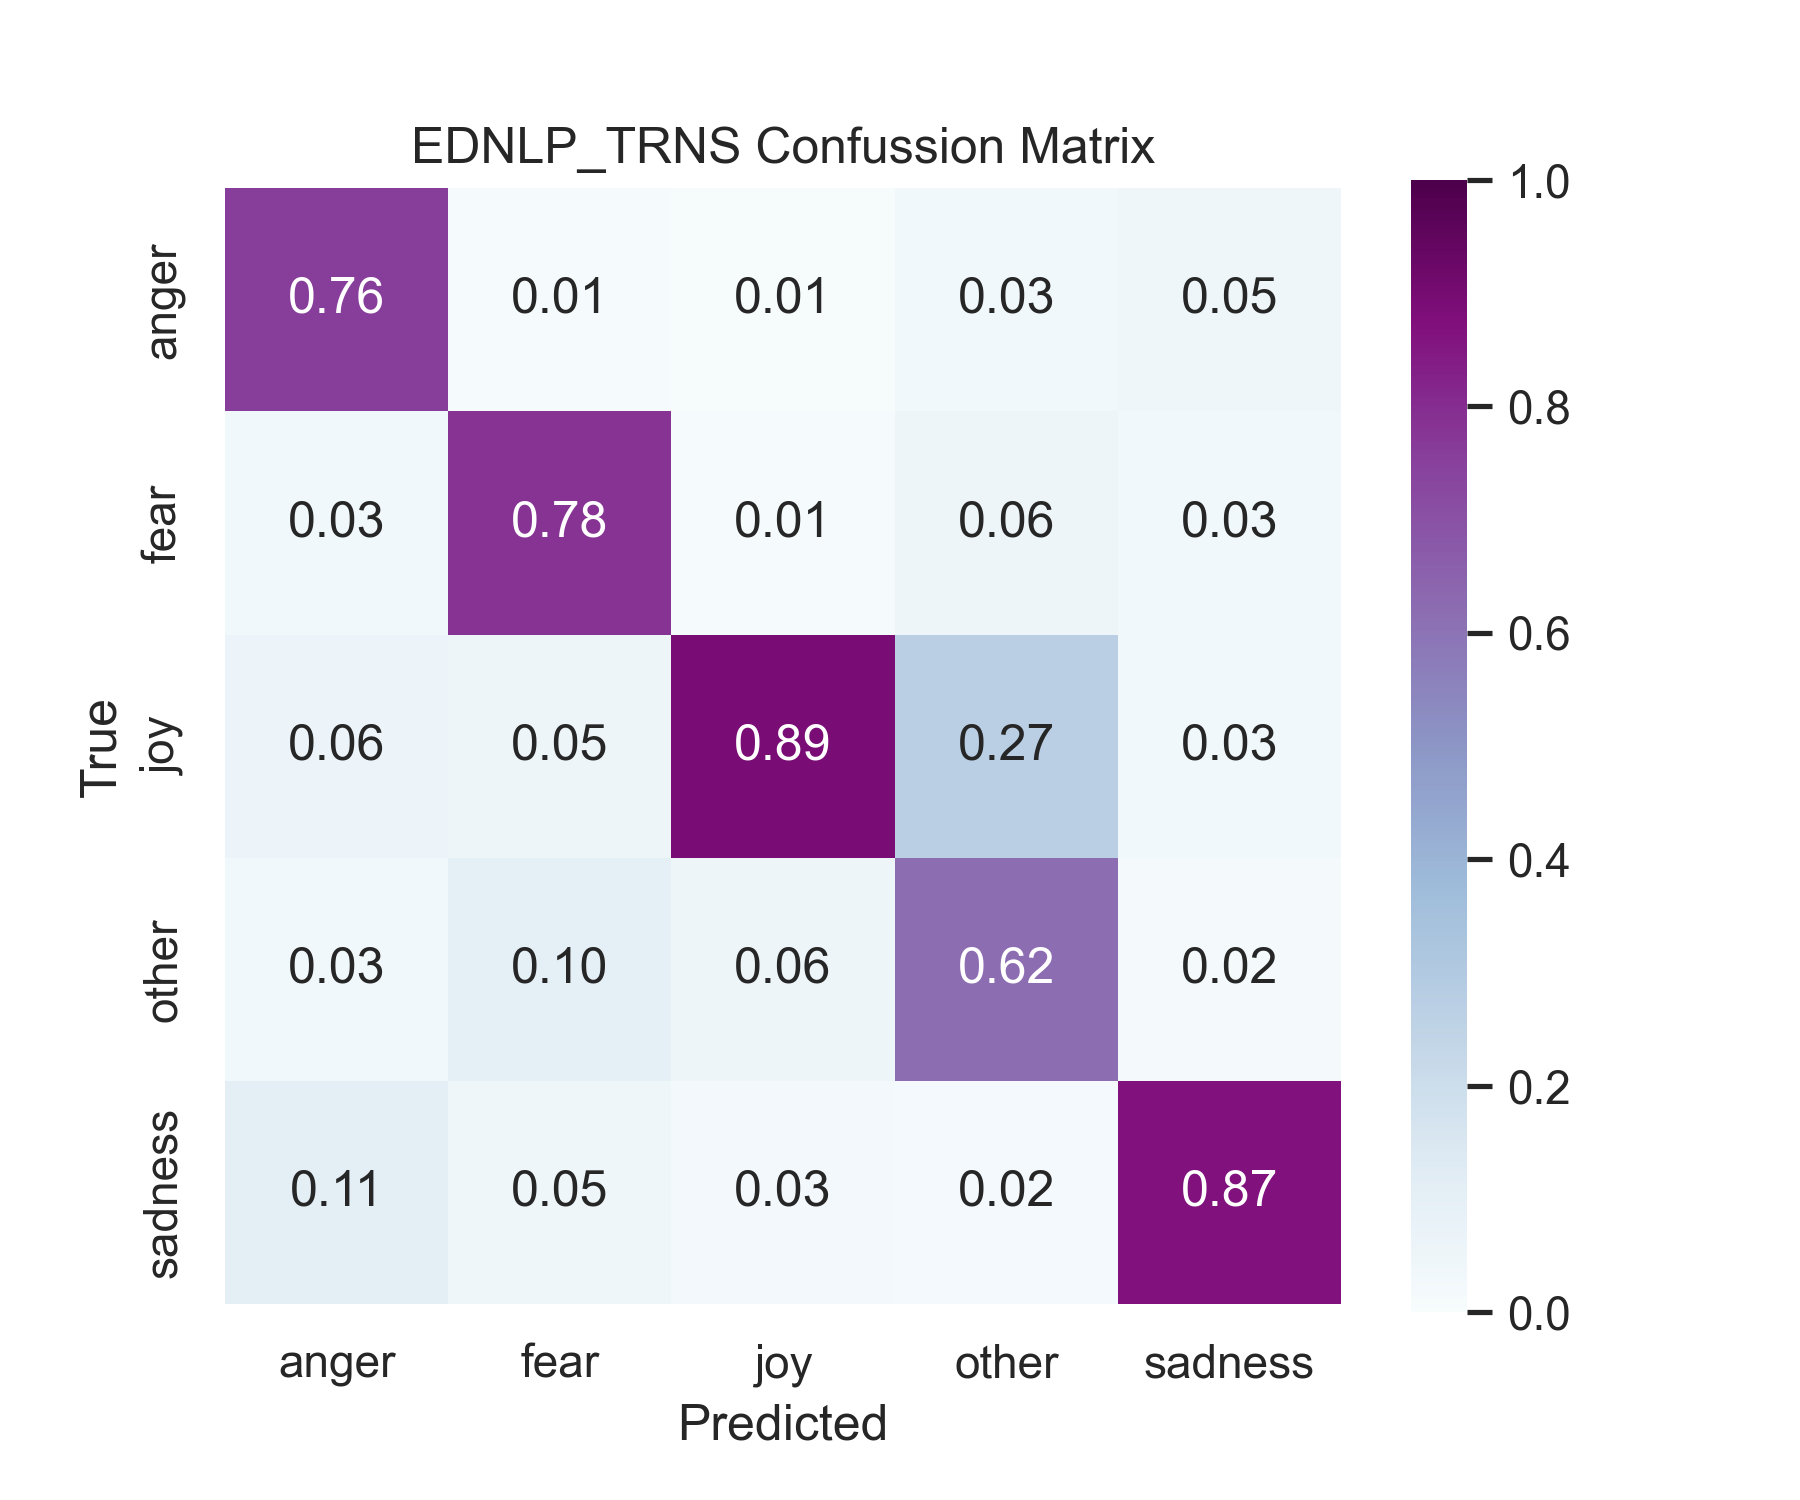 EDNLP_TRNS Confussion Matrix
1.0
anger
0.76 0.01 0.01 0.03 0.05
0.8
fear
0.03 0.78 0.01 0.06 0.03
0.6
True
joy
0.06 0.05 0.89 0.27 0.03
0.4
other
0.03 0.10 0.06 0.62 0.02
0.2
sadness
0.11 0.05 0.03 0.02 0.87
0.0
anger fear joy other sadness
Predicted